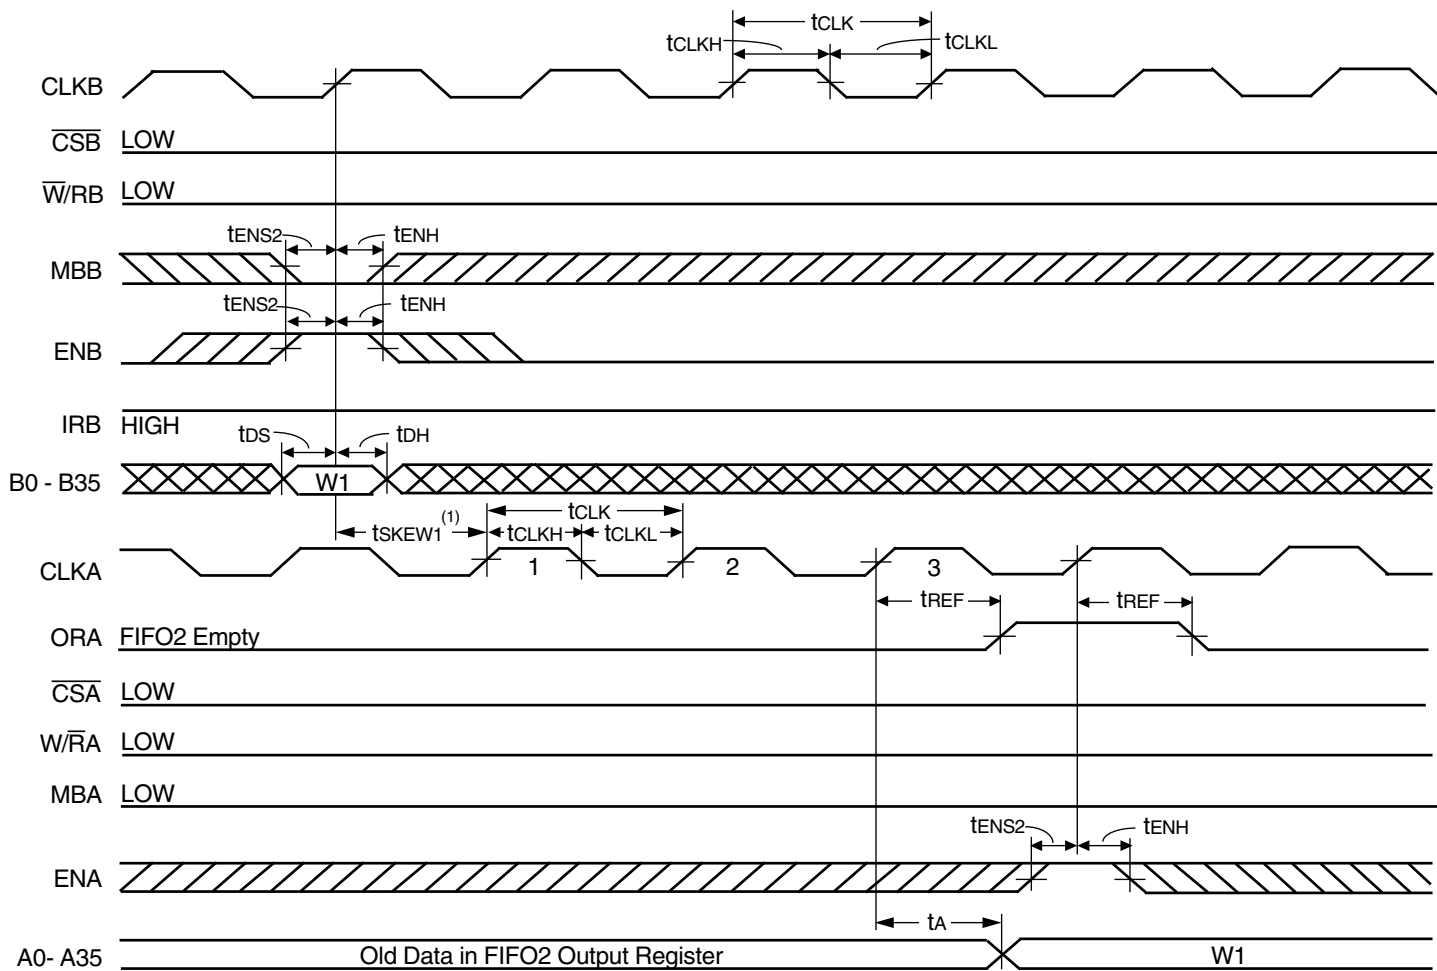 tCLK
tCLKH tCLKL
CLKB
CSB LOW
W/RB LOW
tENS2 tENH
MBB
tENS2 tENH
ENB
IRB HIGH
tDS tDH
B0 - B35 W1
tSKEW1(1) tCLK
tCLKH tCLKL
CLKA 1 2 3
tREF tREF
ORA FIFO2 Empty
CSA LOW
W/RA LOW
MBA LOW
tENS2 tENH
ENA
tA
A0- A35 Old Data in FIFO2 Output Register W1